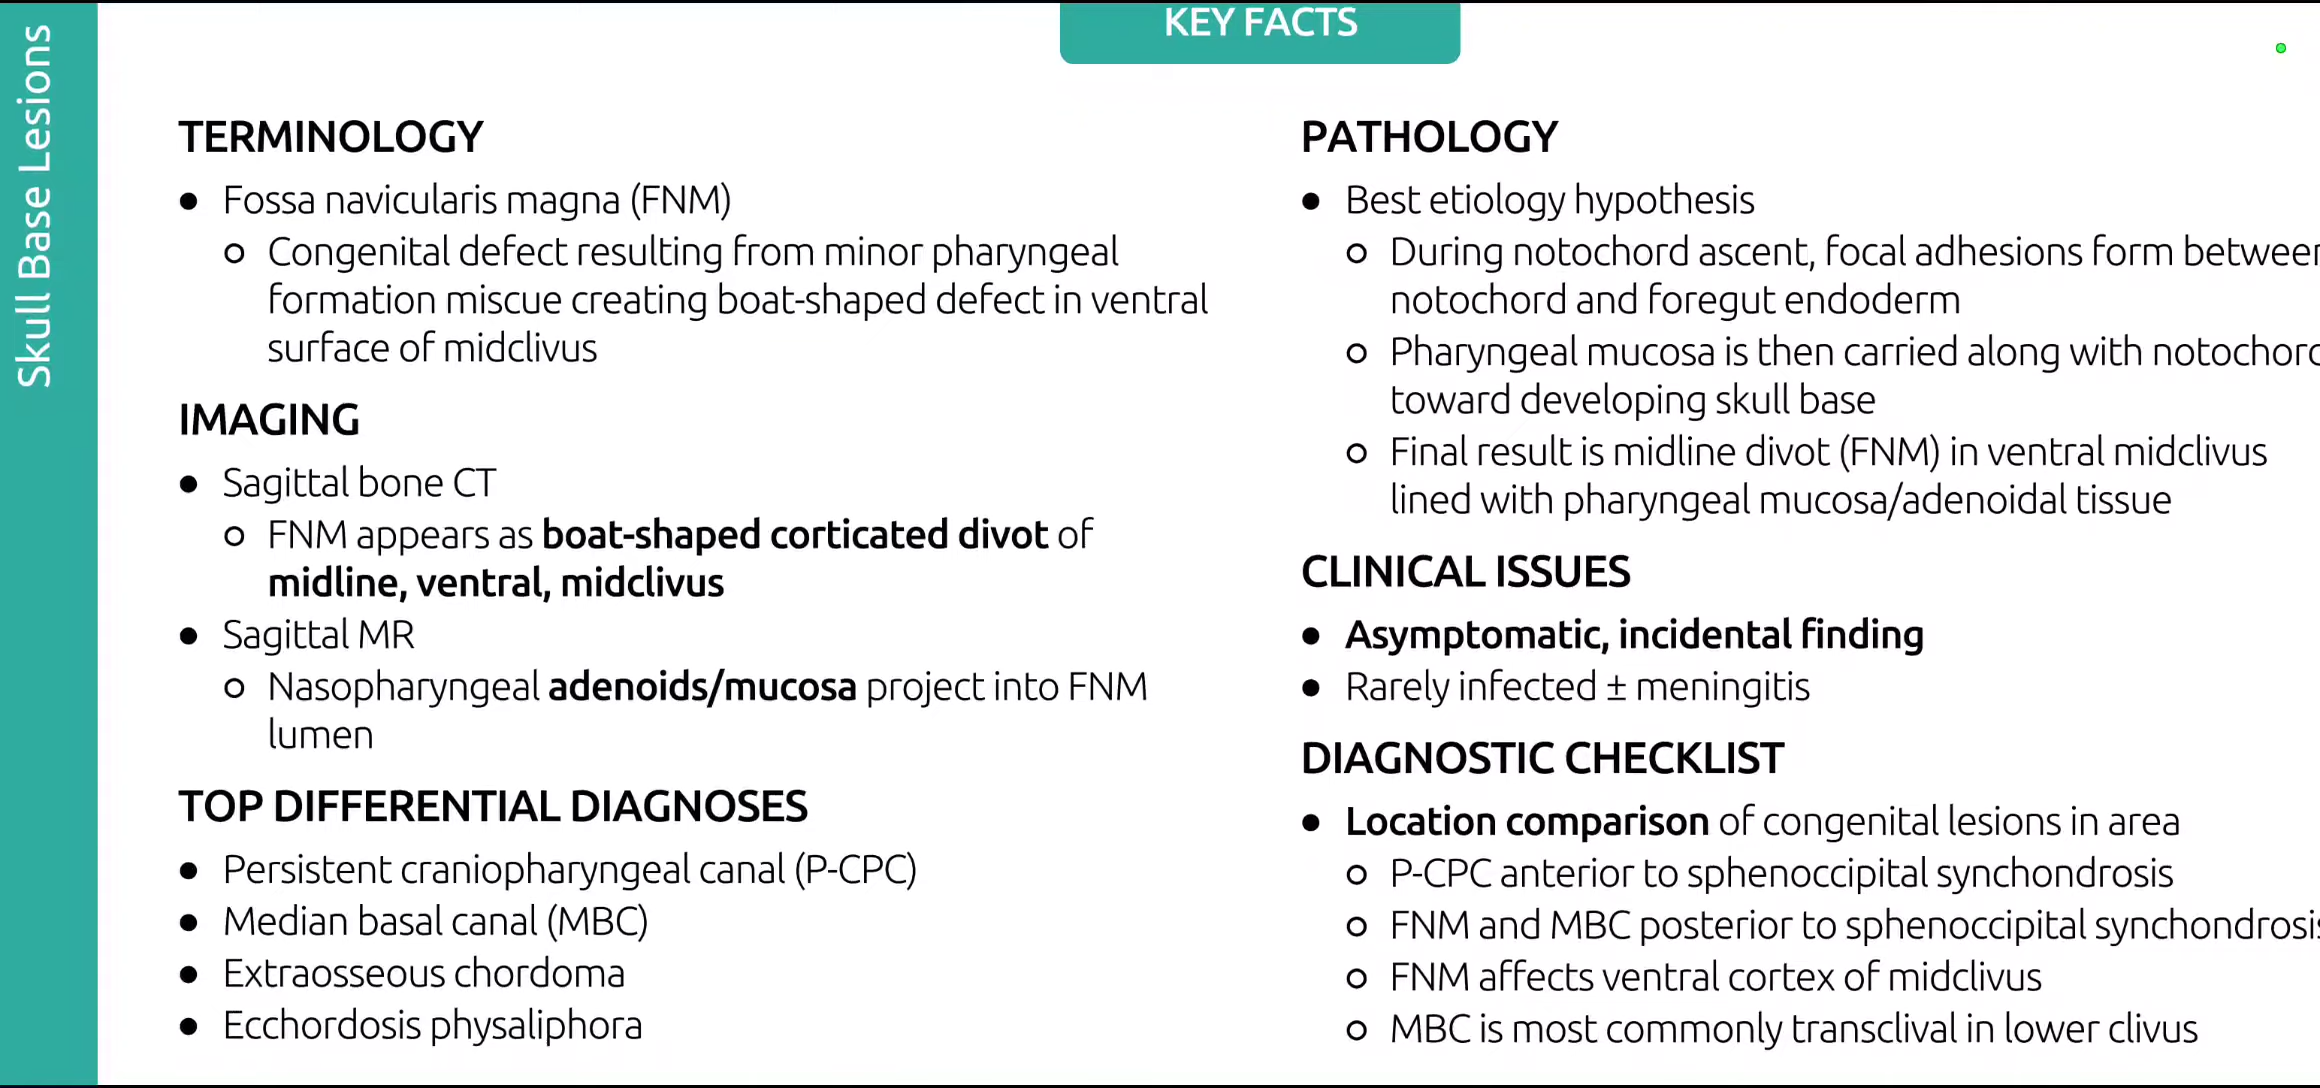 Skull Base Lesions
KEY FACTS
TERMINOLOGY
● Fossa navicularis magna (FNM)
○ Congenital defect resulting from minor pharyngeal
formation miscue creating boat-shaped defect in ventral
surface of midclivus
IMAGING
● Sagittal bone CT
○ FNM appears as boat-shaped corticated divot of
midline, ventral, midclivus
● Sagittal MR
○ Nasopharyngeal adenoids/mucosa project into FNM
lumen
TOP DIFFERENTIAL DIAGNOSES
● Persistent craniopharyngeal canal (P-CPC)
● Median basal canal (MBC)
● Extraosseous chordoma
● Ecchordosis physaliphora
PATHOLOGY
● Best etiology hypothesis
○ During notochord ascent, focal adhesions form between
notochord and foregut endoderm
○ Pharyngeal mucosa is then carried along with notochord
toward developing skull base
○ Final result is midline divot (FNM) in ventral midclivus
lined with pharyngeal mucosa/adenoidal tissue
CLINICAL ISSUES
● Asymptomatic, incidental finding
● Rarely infected ± meningitis
DIAGNOSTIC CHECKLIST
● Location comparison of congenital lesions in area
○ P-CPC anterior to sphenoccipital synchondrosis
○ FNM and MBC posterior to sphenoccipital synchondrosis
○ FNM affects ventral cortex of midclivus
○ MBC is most commonly transclival in lower clivus